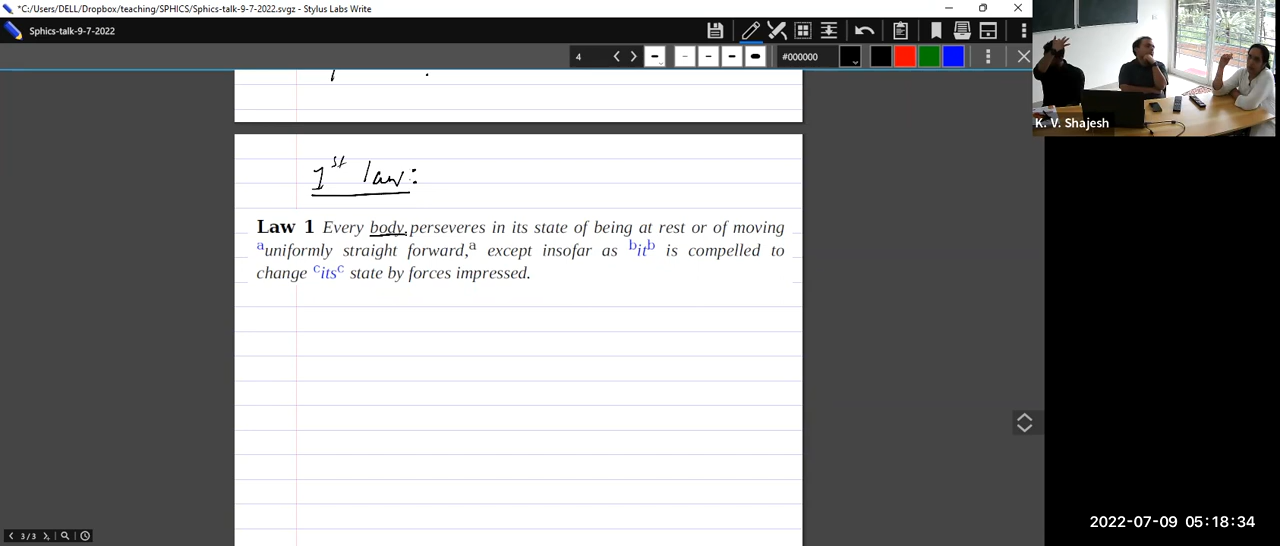 *C:/Users/DELL/Dropbox/teaching/SPHICS/Sphics-talk-9-7-2022.svgz - Stylus Labs Write
Sphics-talk-9-7-2022
4
#000000
K. V. Shajesh
1st law:
Law 1 Every body perseveres in its state of being at rest or of moving
auniformly straight forward,a except insofar as bitb is compelled to
change citsc state by forces impressed.
2022-07-09 05:18:34
3/3